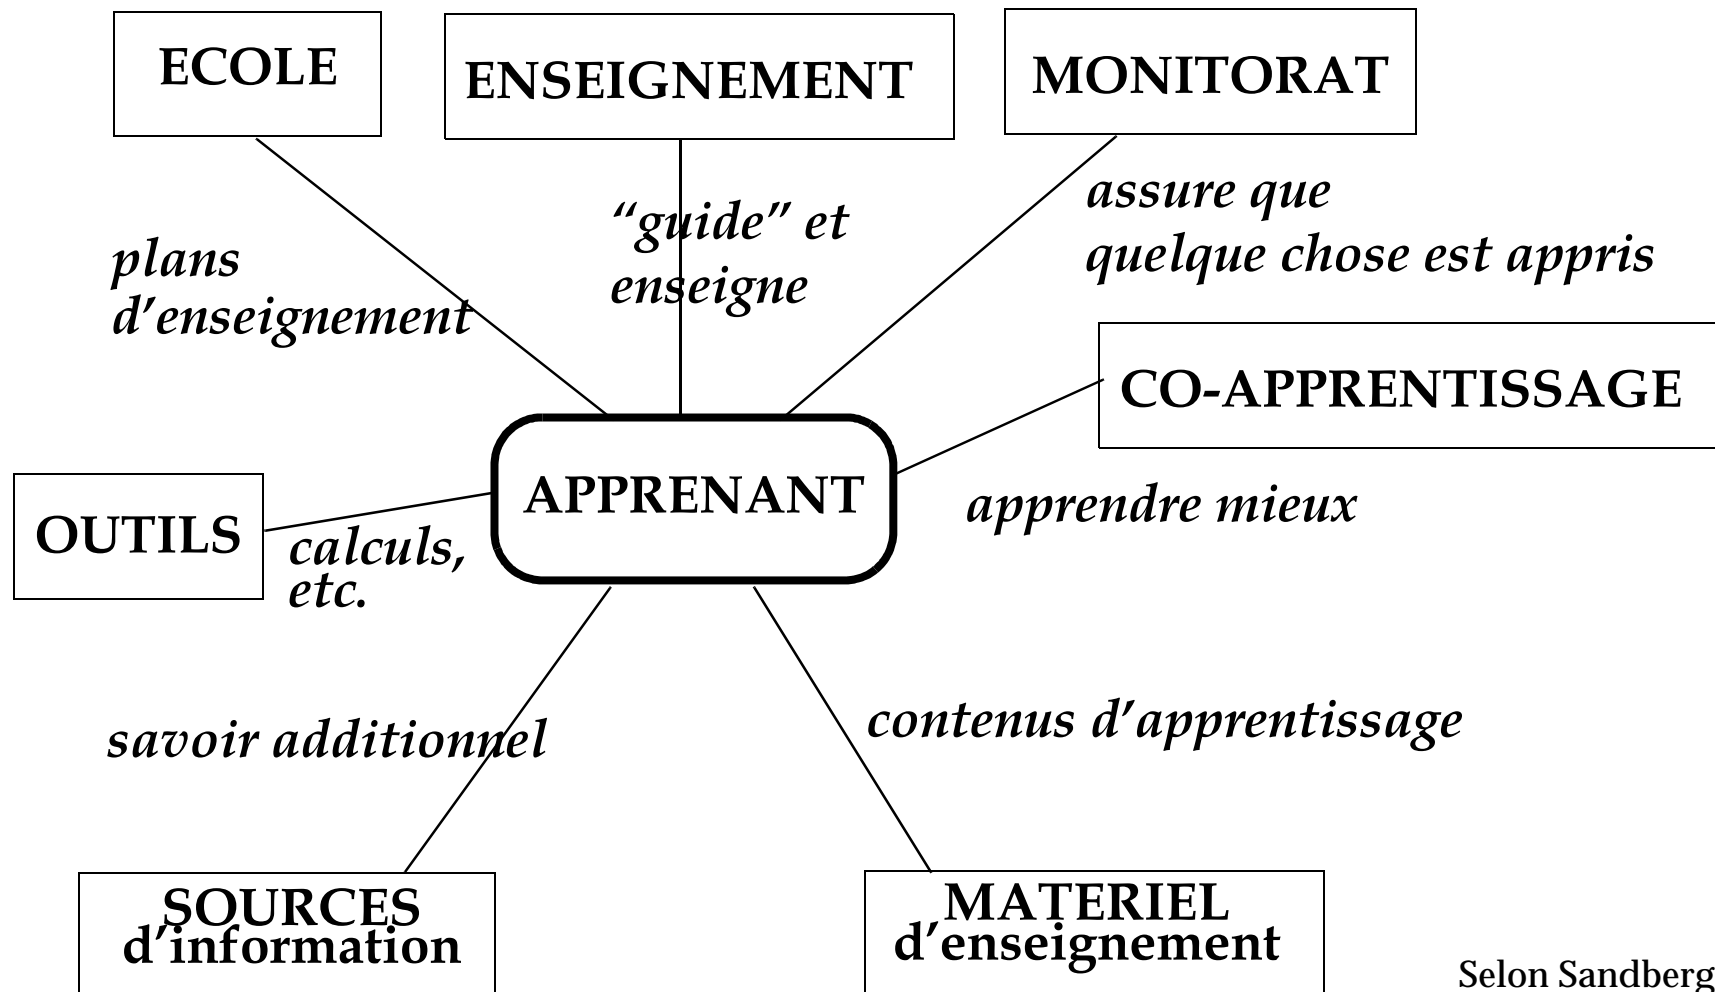 ECOLE
ENSEIGNEMENT
MONITORAT
assure que
quelque chose est appris
“guide” et
enseigne
plans
d’enseignement
CO-APPRENTISSAGE
APPRENANT
apprendre mieux
OUTILS
calculs,
etc.
savoir additionnel
contenus d’apprentissage
SOURCES
d’information
MATERIEL
d’enseignement
Selon Sandberg